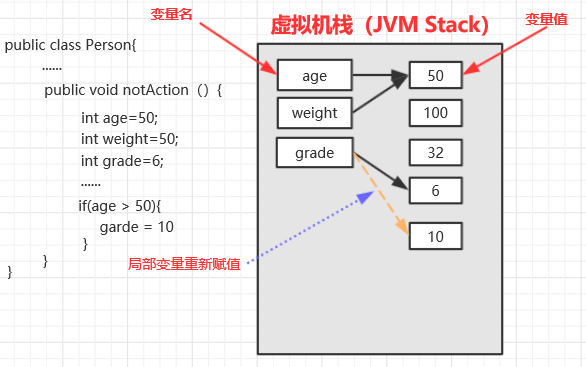 变量名
虚拟机栈（JVM Stack）
变量值
public class Person{
......
public void notAction（）{
int age=50;
int weight=50;
int grade=6;
......
if(age > 50){
garde = 10
}
}
}
age
50
weight
100
grade
32
6
10
局部变量重新赋值